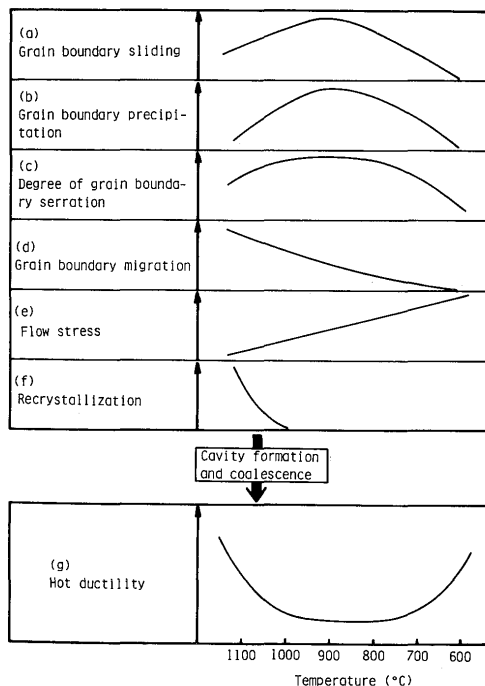 (a)
Grain boundary sliding
(b)
Grain boundary precipi-
tation
(c)
Degree of grain bounda-
ry serration
(d)
Grain boundary migration
(e)
Flow stress
(f)
Recrystallization
Cavity formation
and coalescence
(g)
Hot ductility
1100 1000 900 800 700 600
Temperature (°C)